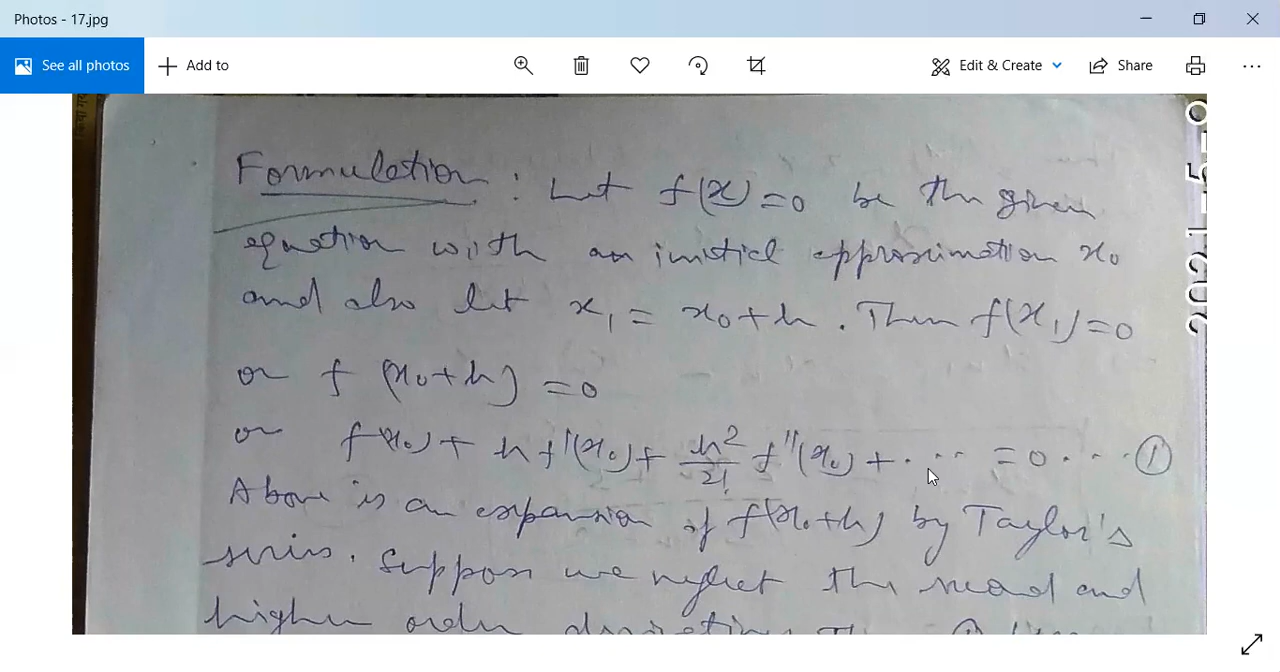 Photos - 17.jpg
See all photos
Add to
Edit & Create
Share
Formulation : Let f(x) = 0 be the given
equation with an initial approximation x₀
and also let x₁ = x₀ + h . Then f(x₁) = 0
or f (x₀ + h) = 0
or f(x₀) + h f'(x₀) + h²/2! f''(x₀) + ... = 0 ... ①
Above is an expansion of f(x₀+h) by Taylor's
series. Suppose we neglect the second and
higher order